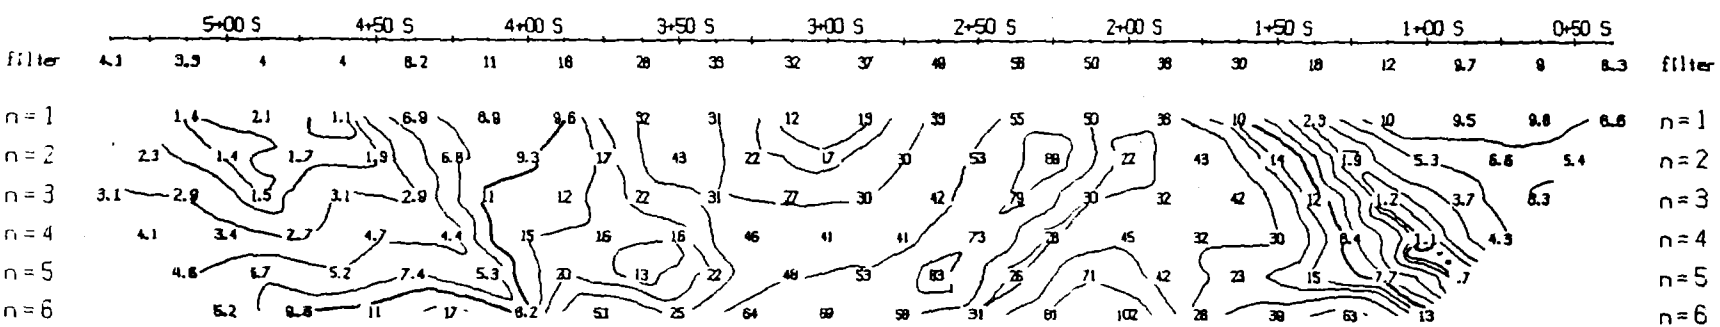 5+00 S 4+50 S 4+00 S 3+50 S 3+00 S 2+50 S 2+00 S 1+50 S 1+00 S 0+50 S
filter 4.1 3.9 4 4 8.2 11 16 28 33 32 37 49 58 50 38 30 18 12 9.7 9 8.3 filter
n=1 1.4 2.1 1.1 6.9 8.9 9.6 32 31 12 19 39 55 50 38 10 2.9 10 9.5 9.8 6.6 n=1
n=2 2.3 1.4 1.7 1.9 6.8 9.3 17 43 22 17 30 53 89 22 43 14 1.9 5.3 6.6 5.4 n=2
n=3 3.1 2.9 1.5 3.1 2.9 11 12 22 31 27 30 42 79 30 32 42 12 1.2 3.7 8.3 n=3
n=4 4.1 3.4 2.7 4.7 4.4 15 16 16 46 41 41 73 28 45 32 30 8.4 1.1 4.3 n=4
n=5 4.6 4.7 5.2 7.4 5.3 20 13 22 48 53 83 26 71 42 23 15 7.7 .7 n=5
n=6 6.2 9.8 11 17 6.2 51 25 64 69 59 31 61 102 28 39 63 13 n=6